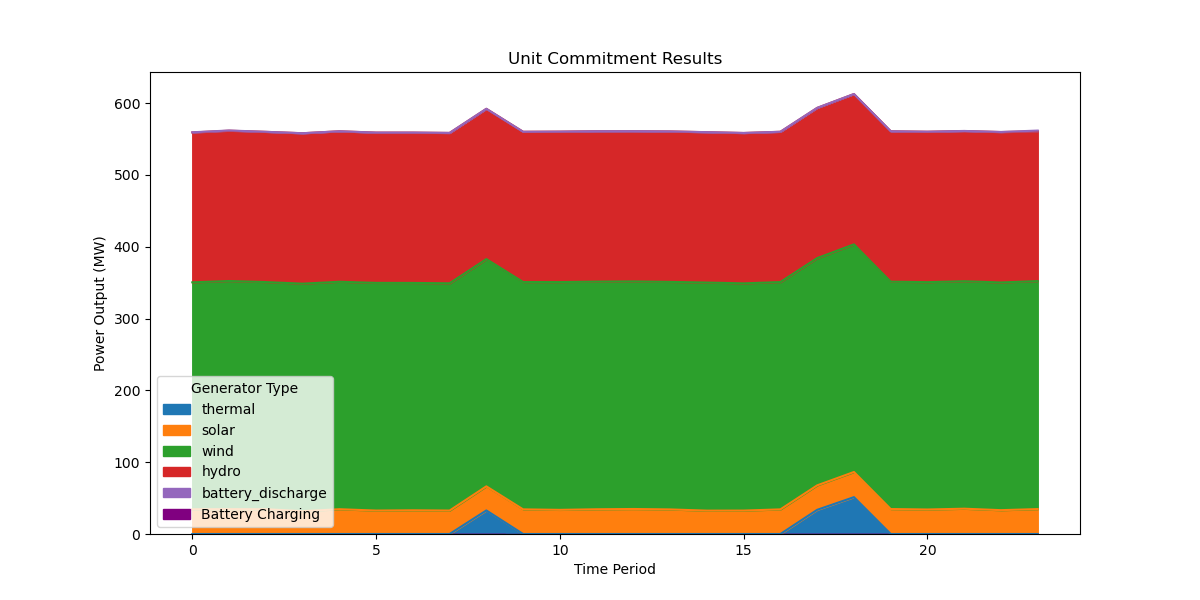 Unit Commitment Results
Power Output (MW)
600
500
400
300
200
100
0
Generator Type
thermal
solar
wind
hydro
battery_discharge
Battery Charging
0 5 10 15 20
Time Period